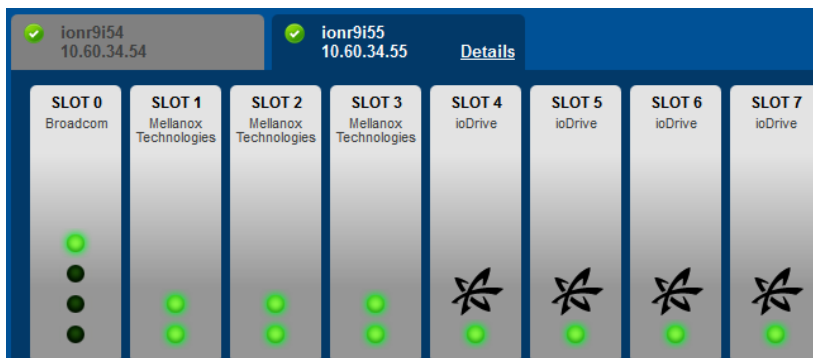 ionr9i54
10.60.34.54
ionr9i55
10.60.34.55 Details
SLOT 0
Broadcom
SLOT 1
Mellanox
Technologies
SLOT 2
Mellanox
Technologies
SLOT 3
Mellanox
Technologies
SLOT 4
ioDrive
SLOT 5
ioDrive
SLOT 6
ioDrive
SLOT 7
ioDrive